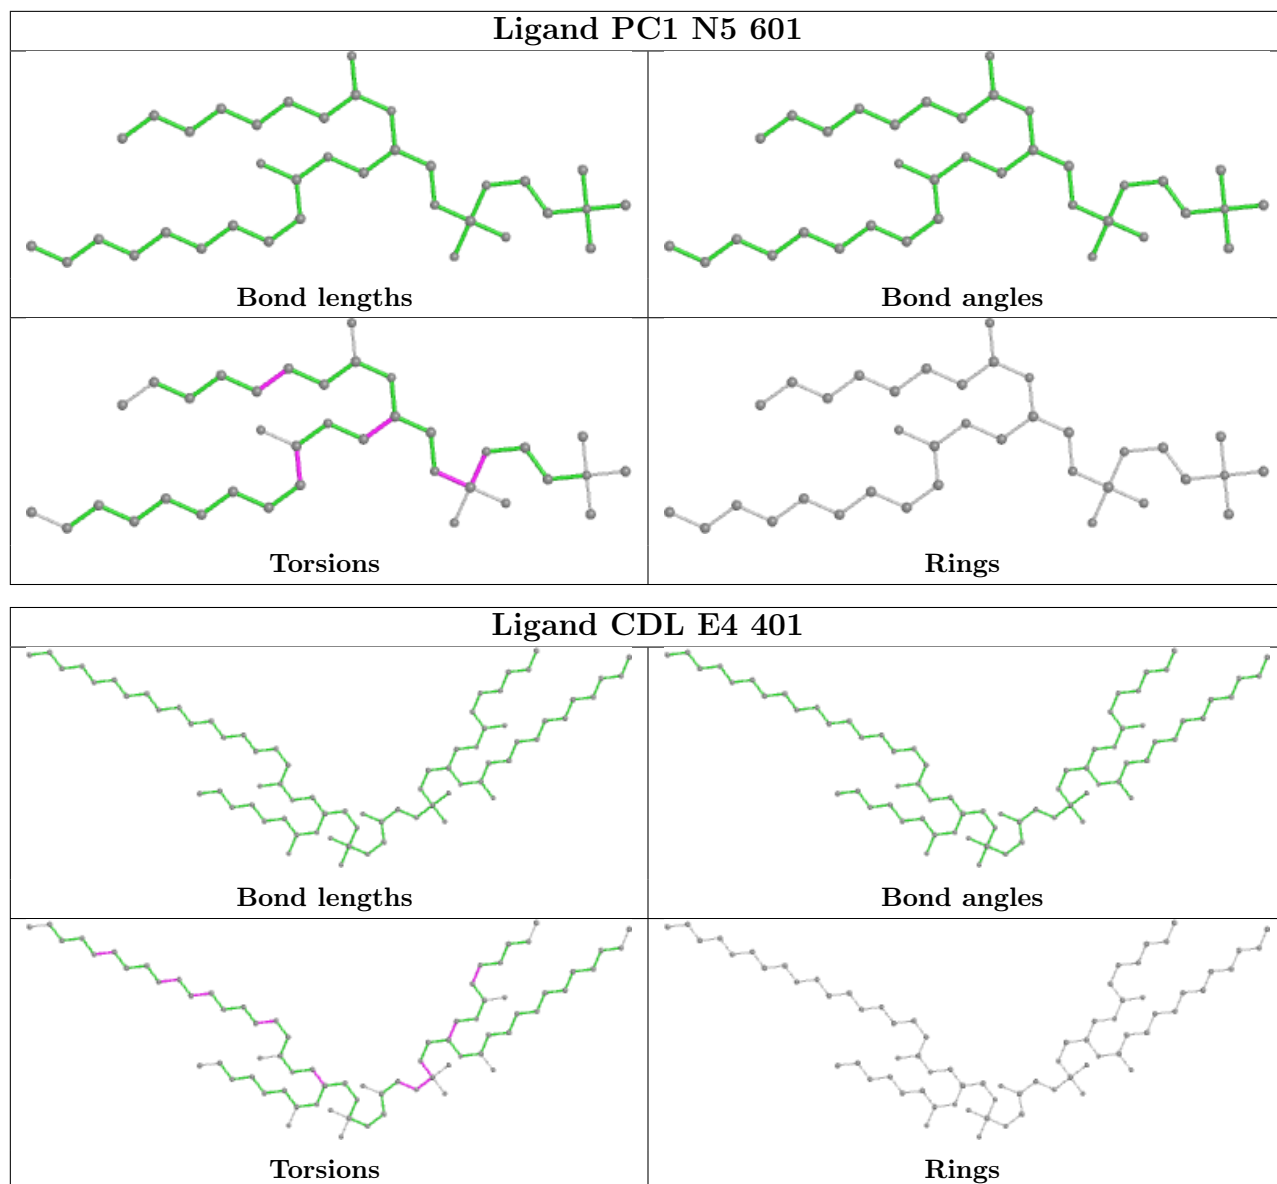 Ligand PC1 N5 601
Bond lengths
Bond angles
Torsions
Rings
Ligand CDL E4 401
Bond lengths
Bond angles
Torsions
Rings